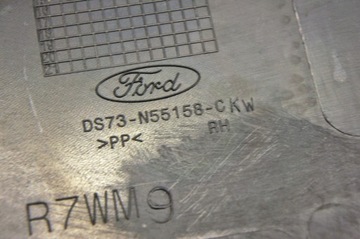 Ford
DS73-N55158-CKW
>PP< RH
R7WM9